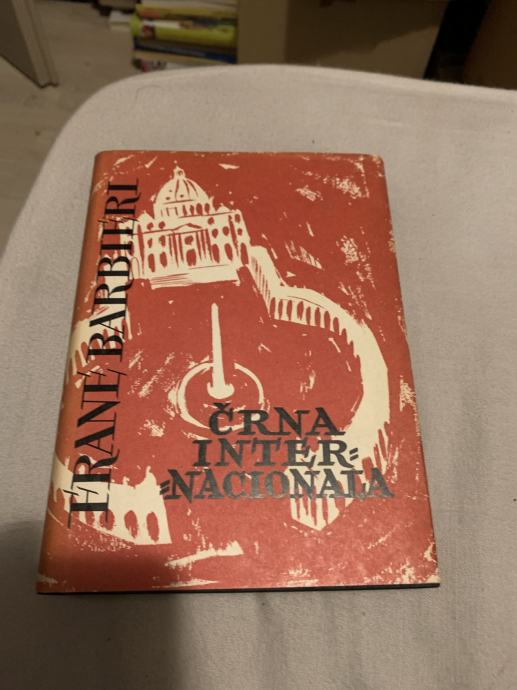 FRANE BARBIERI
ČRNA
INTER=
=NACIONALA